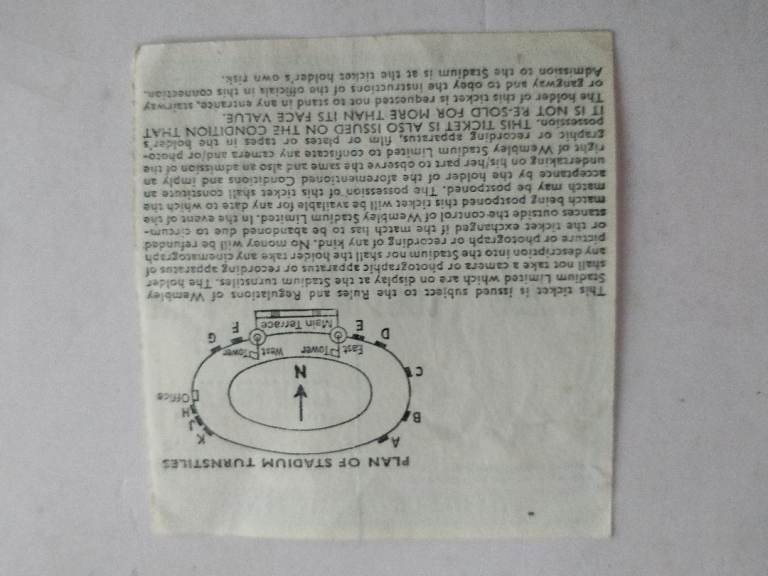 PLAN OF STADIUM TURNSTILES
A
K
J
B
H
Office
C
N
East Tower
West Tower
D
E
Main Terrace
F
G
This ticket is issued subject to the Rules and Regulations of Wembley
Stadium Limited which are on display at the Stadium turnstiles. The holder
shall not take a camera or photographic apparatus or recording apparatus of
any description into the Stadium nor shall the holder take any cinematograph
picture or photograph or recording of any kind. No money will be refunded
or the ticket exchanged if the match has to be abandoned due to circum-
stances outside the control of Wembley Stadium Limited. In the event of the
match being postponed this ticket will be available for any date to which the
match may be postponed. The possession of this ticket shall constitute an
acceptance by the holder of the aforementioned Conditions and imply an
undertaking on his/her part to observe the same and also an admission of the
right of Wembley Stadium Limited to confiscate any camera and/or photo-
graphic or recording apparatus, film or plates or tapes in the holder's
possession. THIS TICKET IS ALSO ISSUED ON THE CONDITION THAT
IT IS NOT RE-SOLD FOR MORE THAN ITS FACE VALUE.
The holder of this ticket is requested not to stand in any entrance, stairway
or gangway and to obey the instructions of the officials in this connection.
Admission to the Stadium is at the ticket holder's own risk.